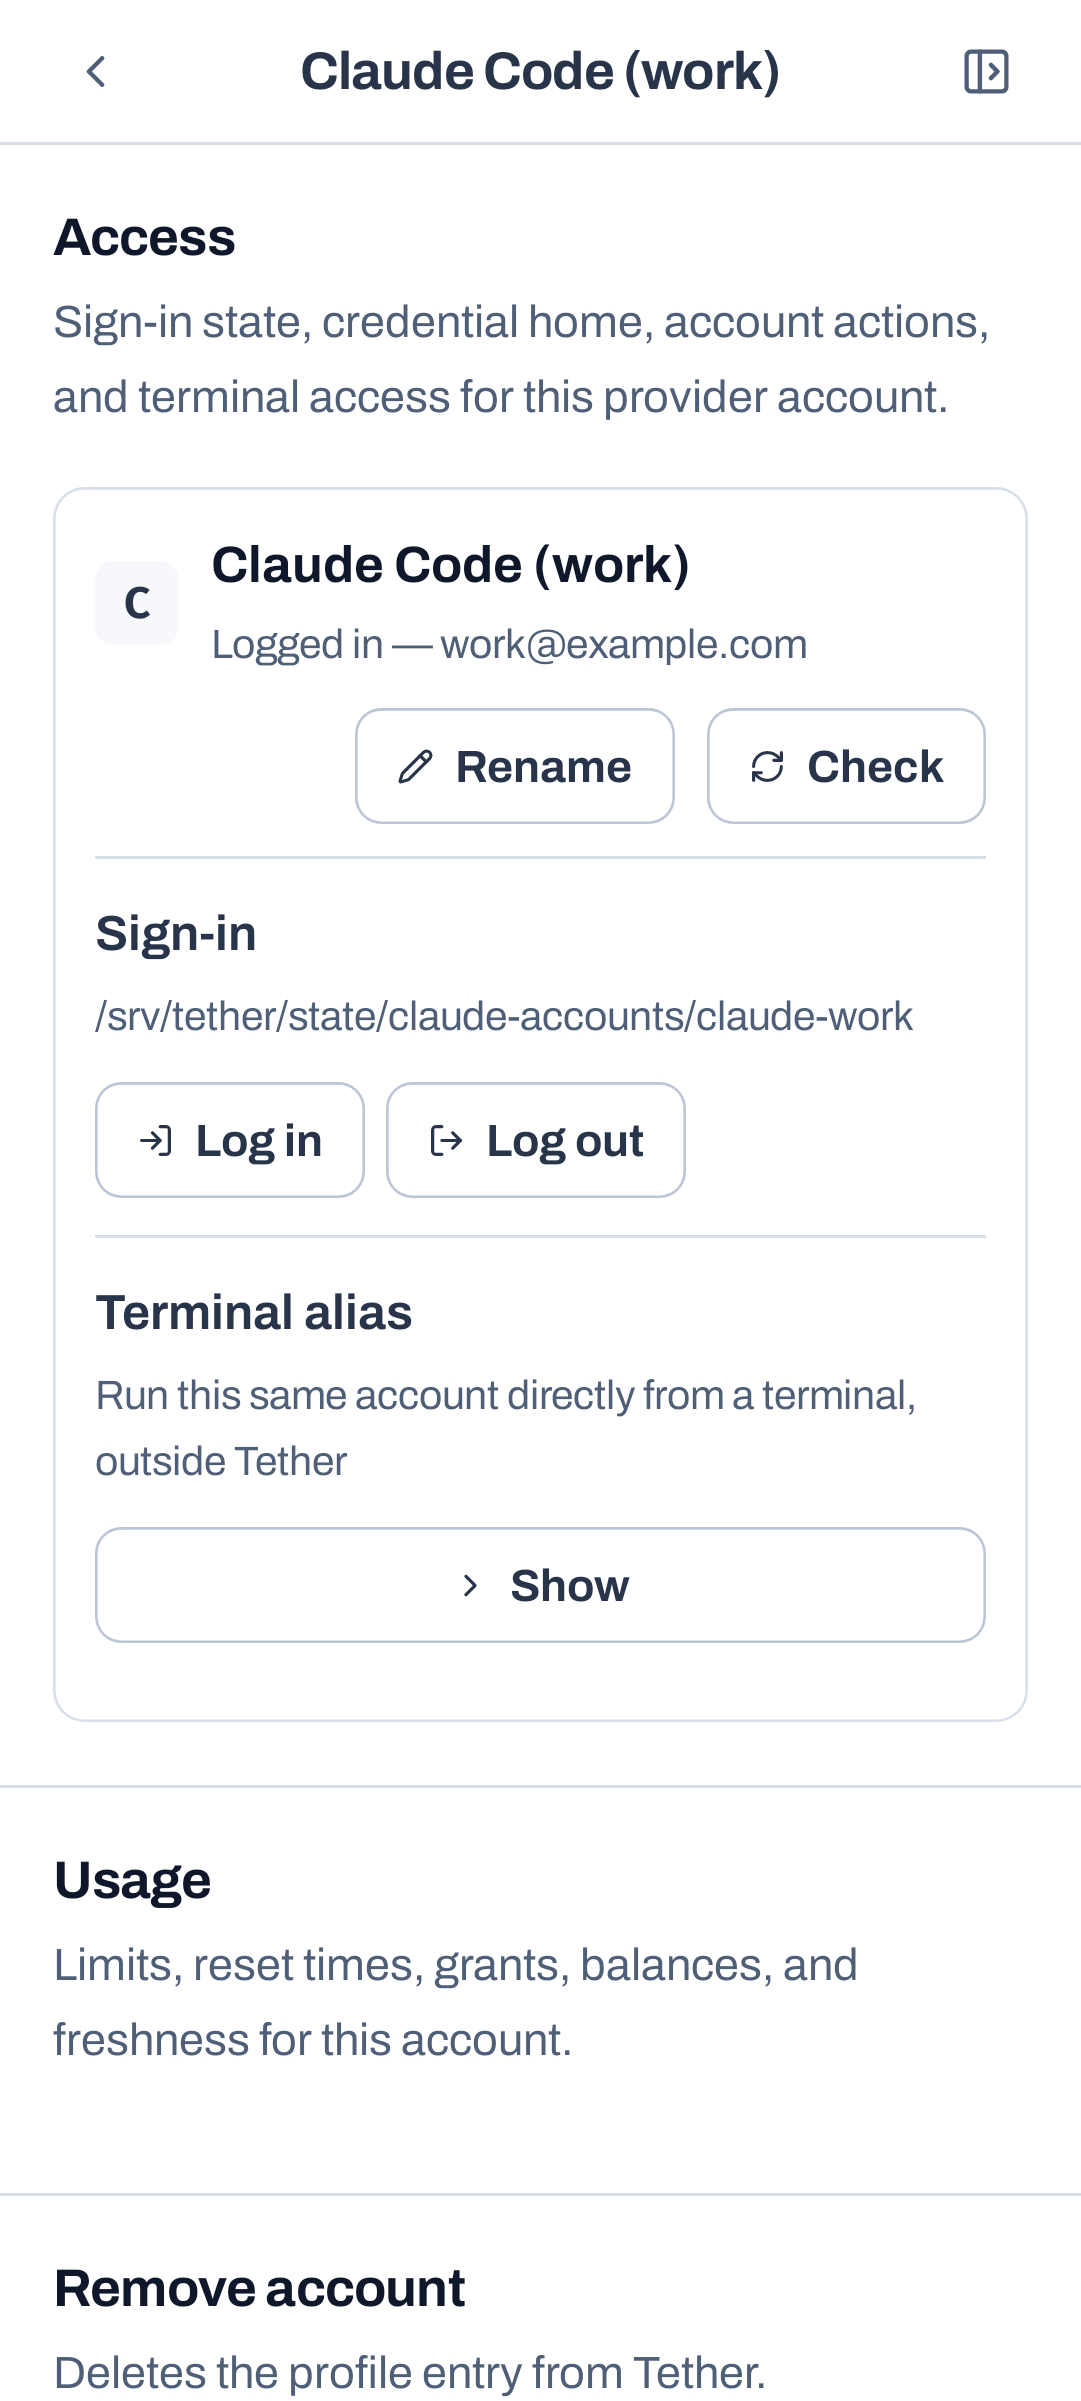 Claude Code (work)
Access
Sign-in state, credential home, account actions,
and terminal access for this provider account.
C
Claude Code (work)
Logged in — work@example.com
Rename
Check
Sign-in
/srv/tether/state/claude-accounts/claude-work
Log in
Log out
Terminal alias
Run this same account directly from a terminal,
outside Tether
Show
Usage
Limits, reset times, grants, balances, and
freshness for this account.
Remove account
Deletes the profile entry from Tether.